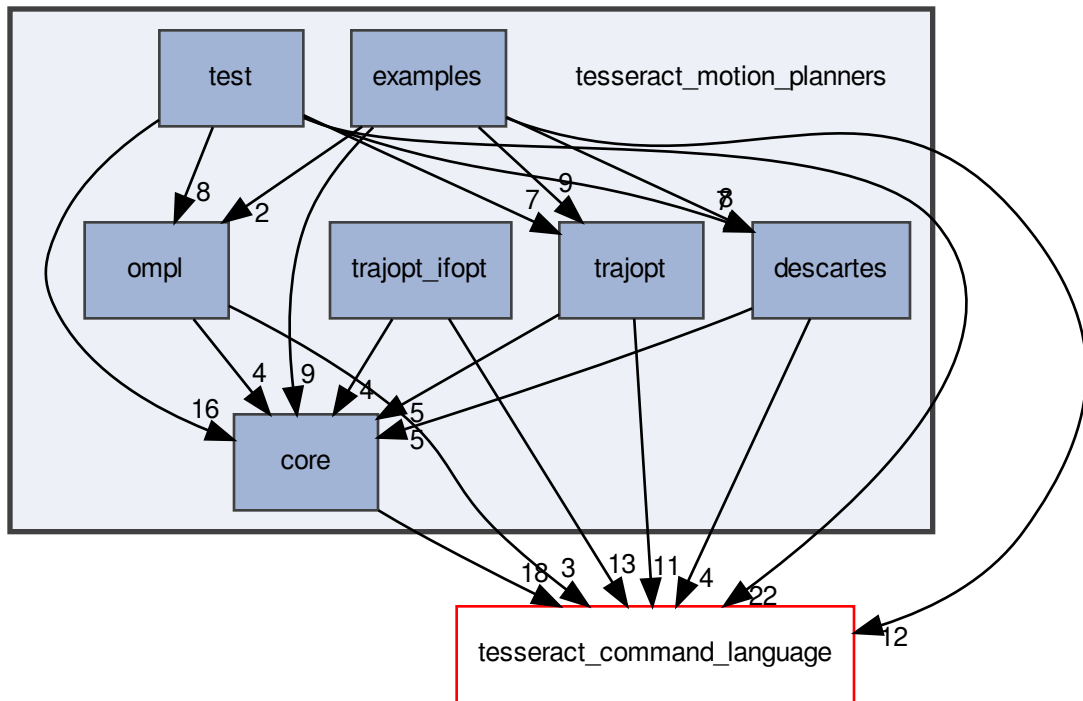 test
examples
tesseract_motion_planners
8
2
7
9
7
8
ompl
trajopt_ifopt
trajopt
descartes
16
4
9
4
5
5
core
18
3
13
11
4
22
12
tesseract_command_language